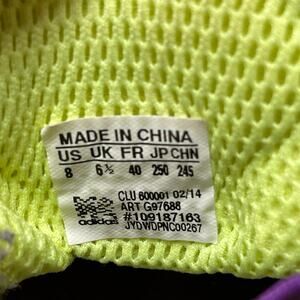 MADE IN CHINA
US UK FR JP CHN
8 6½ 40 250 245
CLU 600001 02/14
ART G97688
#109187163
adidas JYDWDPNC00267